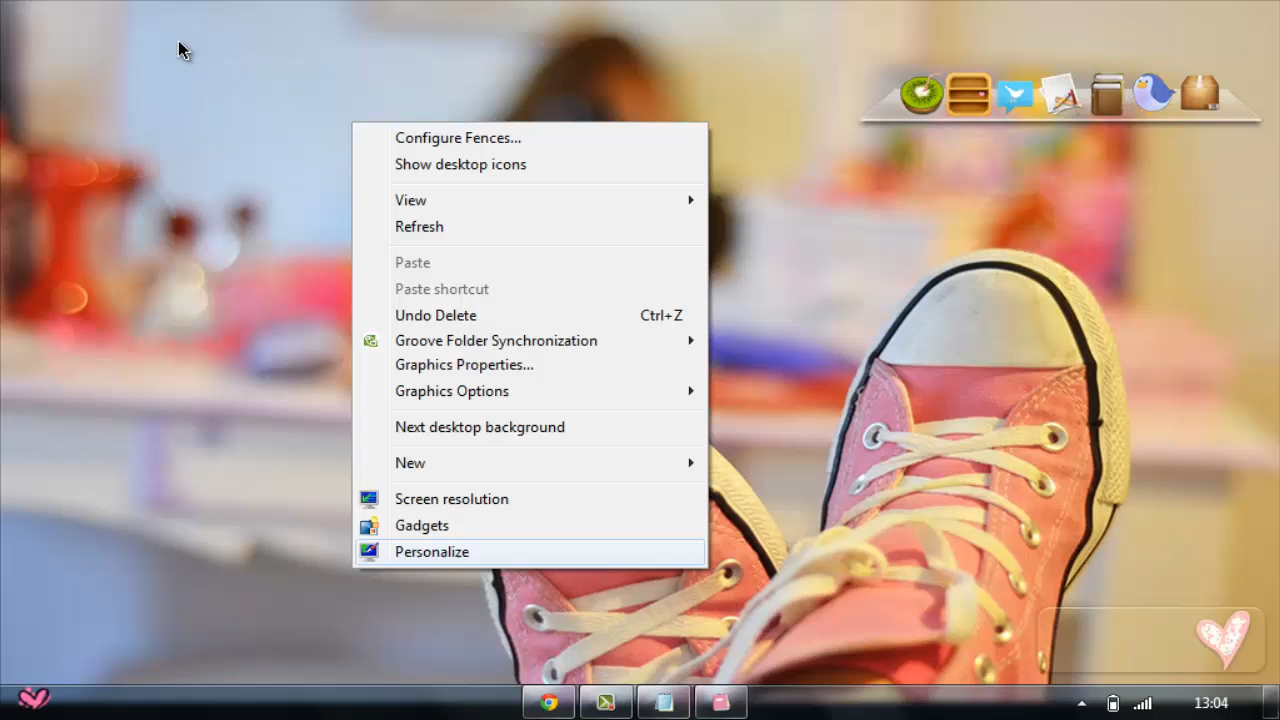 Configure Fences...
Show desktop icons
View
Refresh
Paste
Paste shortcut
Undo Delete Ctrl+Z
Groove Folder Synchronization
Graphics Properties...
Graphics Options
Next desktop background
New
Screen resolution
Gadgets
Personalize
13:04